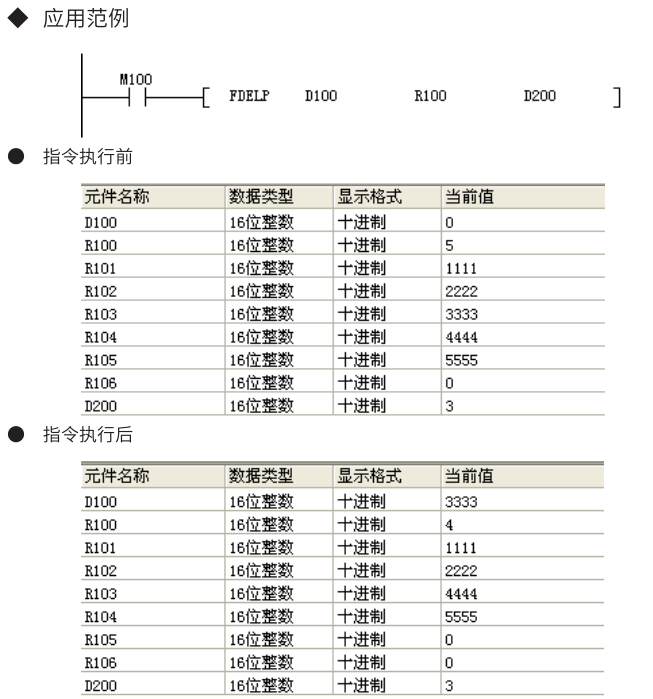 ◆ 应用范例
M100
[ FDELP D100 R100 D200 ]
● 指令执行前
元件名称 数据类型 显示格式 当前值
D100 16位整数 十进制 0
R100 16位整数 十进制 5
R101 16位整数 十进制 1111
R102 16位整数 十进制 2222
R103 16位整数 十进制 3333
R104 16位整数 十进制 4444
R105 16位整数 十进制 5555
R106 16位整数 十进制 0
D200 16位整数 十进制 3
● 指令执行后
元件名称 数据类型 显示格式 当前值
D100 16位整数 十进制 3333
R100 16位整数 十进制 4
R101 16位整数 十进制 1111
R102 16位整数 十进制 2222
R103 16位整数 十进制 4444
R104 16位整数 十进制 5555
R105 16位整数 十进制 0
R106 16位整数 十进制 0
D200 16位整数 十进制 3